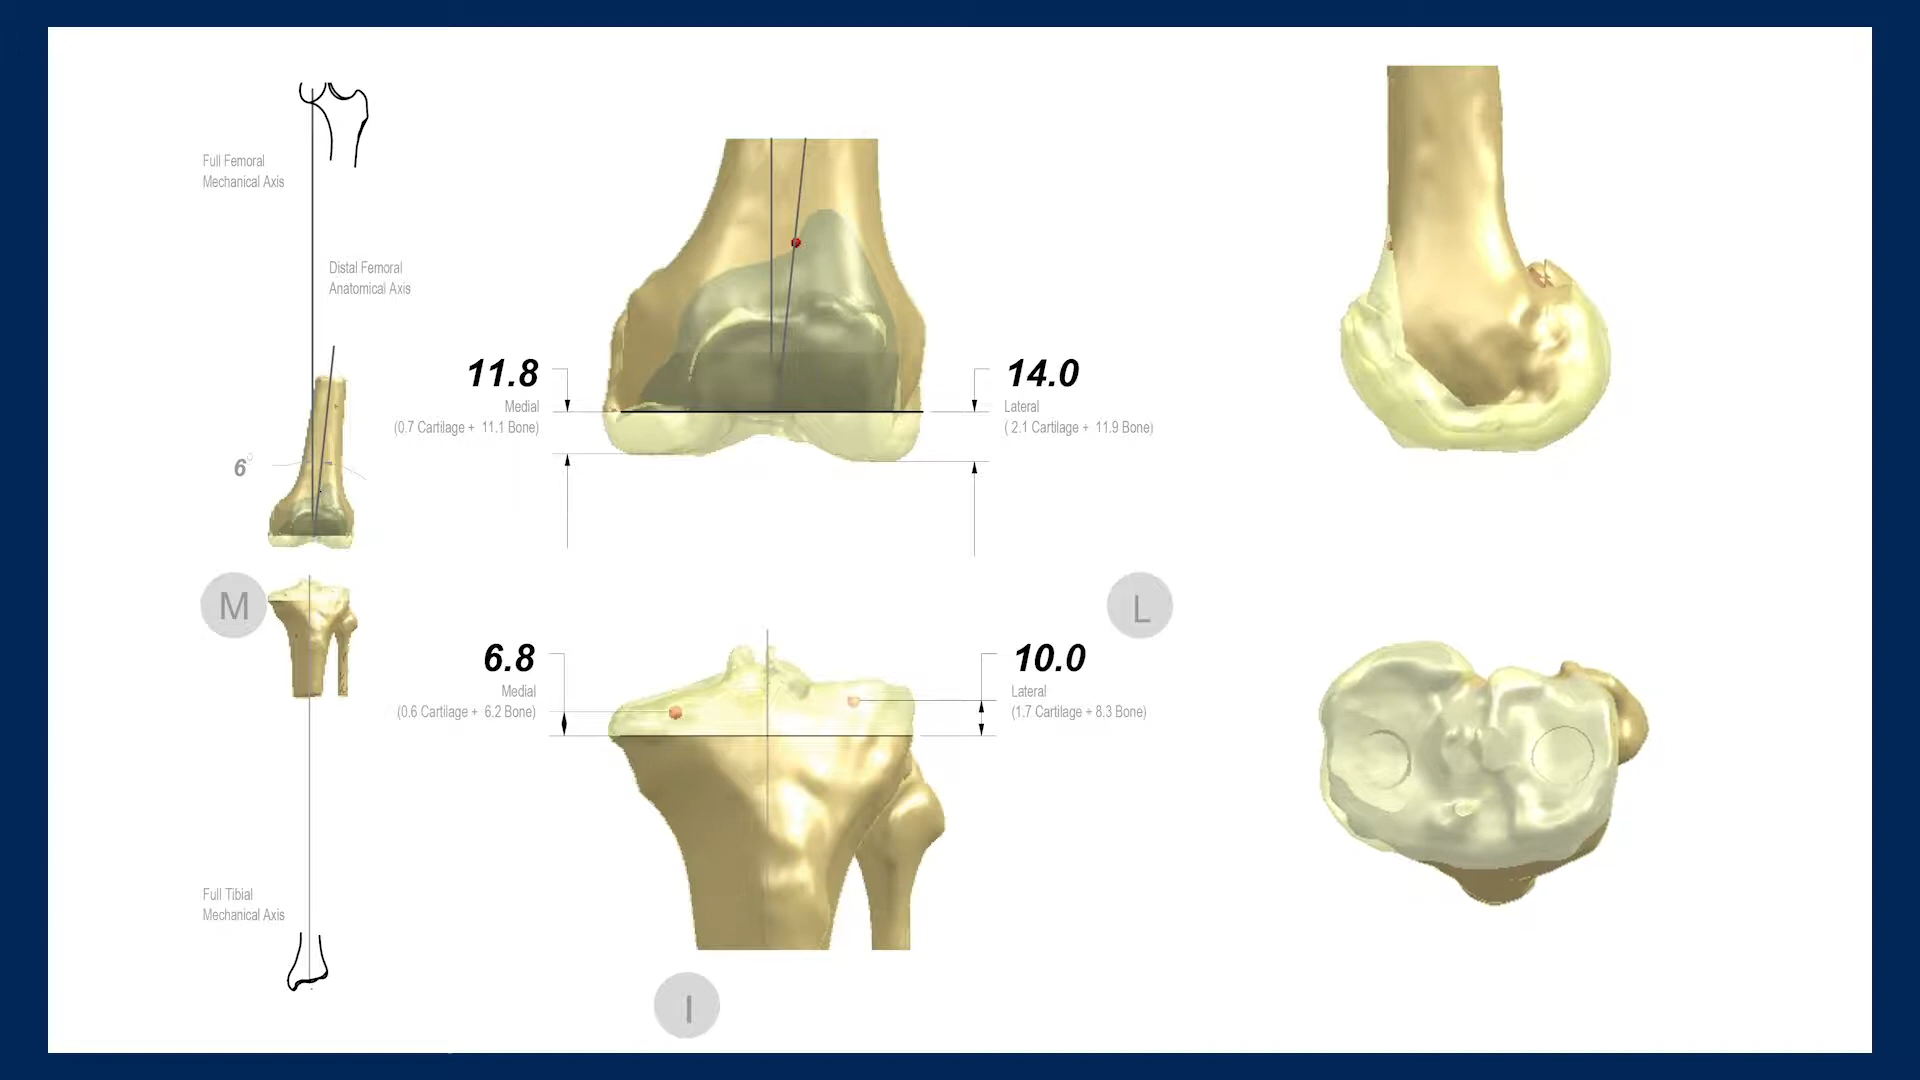 Full Femoral
Mechanical Axis
Distal Femoral
Anatomical Axis
6°
11.8
Medial
(0.7 Cartilage + 11.1 Bone)
14.0
Lateral
( 2.1 Cartilage + 11.9 Bone)
M
L
6.8
Medial
(0.6 Cartilage + 6.2 Bone)
10.0
Lateral
(1.7 Cartilage + 8.3 Bone)
Full Tibial
Mechanical Axis
I